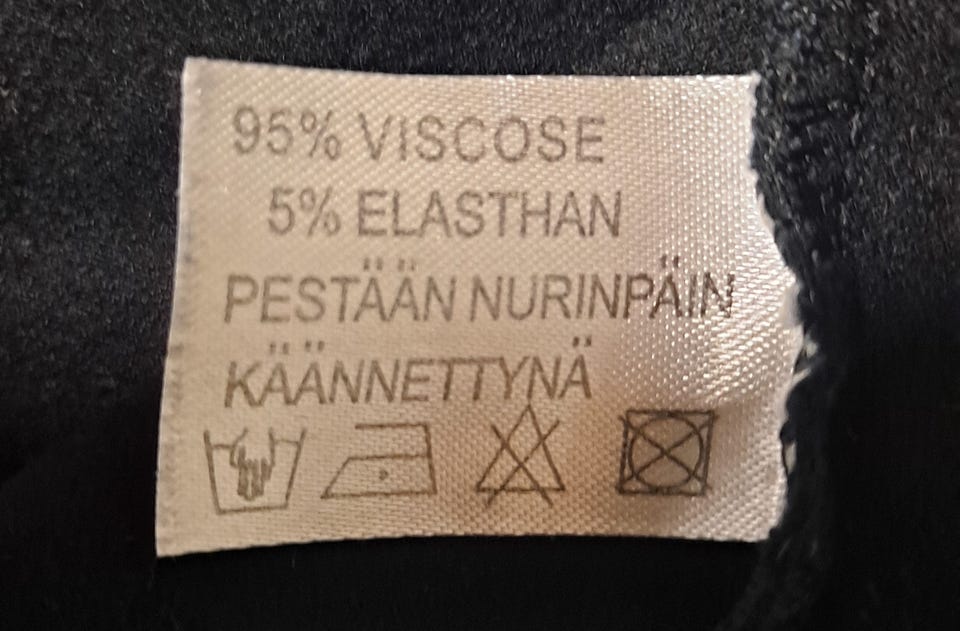 95% VISCOSE
5% ELASTHAN
PESTÄÄN NURINPÄIN
KÄÄNNETTYNÄ